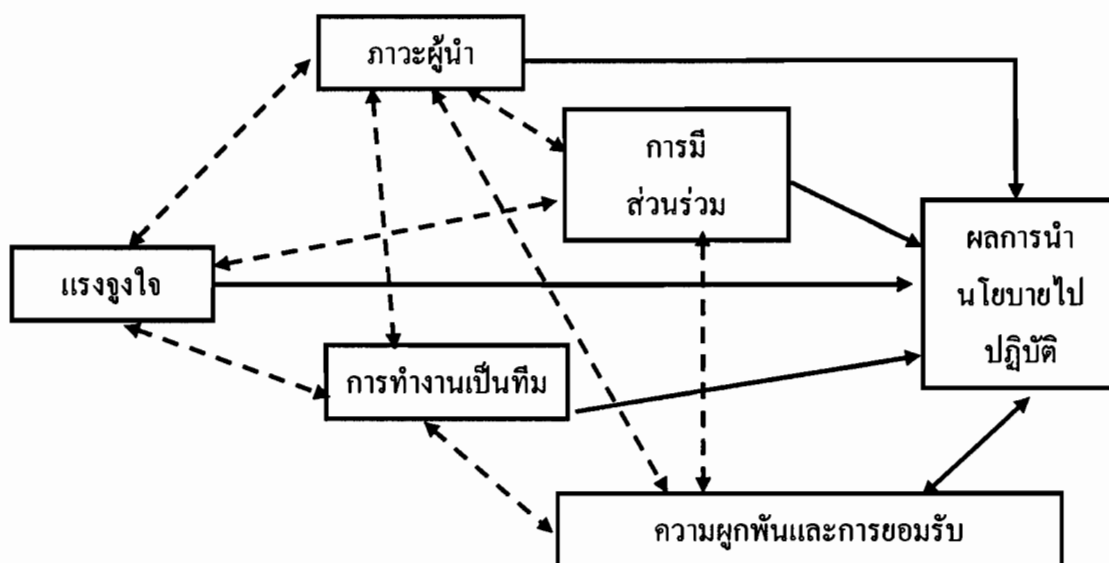 ภาวะผู้นำ
การมี
ส่วนร่วม
ผลการนำ
นโยบายไป
ปฏิบัติ
แรงจูงใจ
การทำงานเป็นทีม
ความผูกพันและการยอมรับ